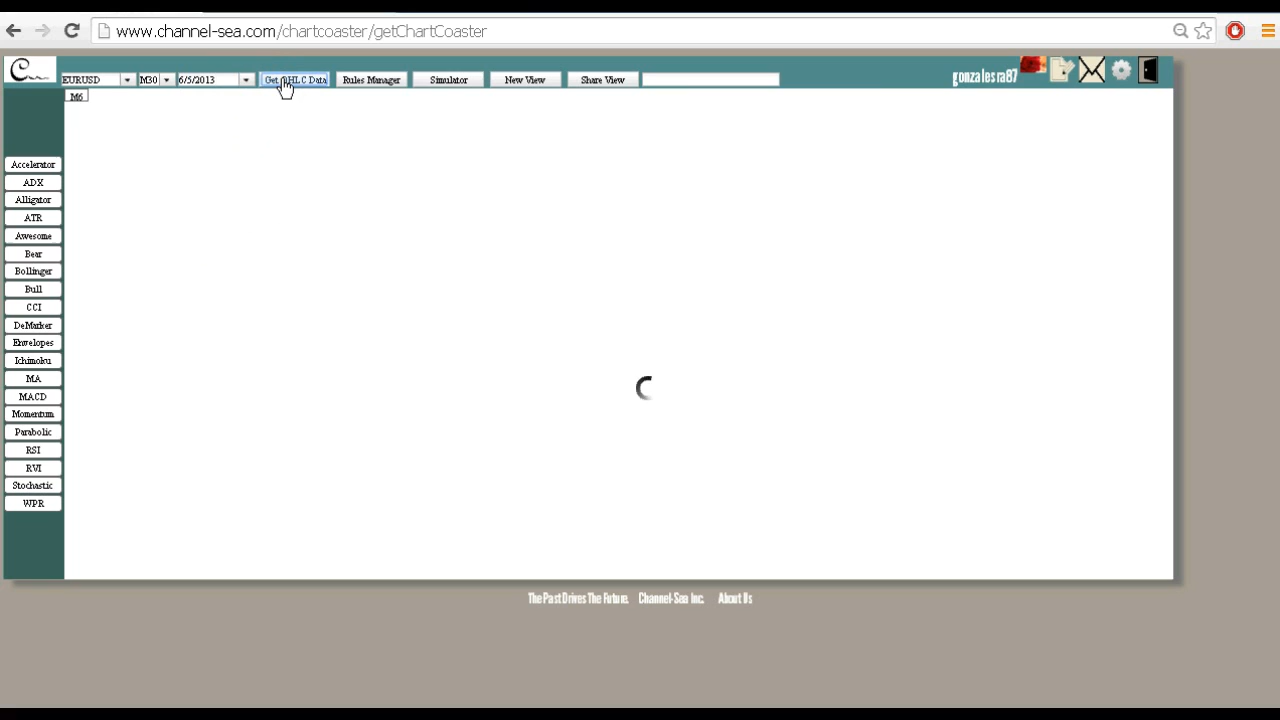 www.channel-sea.com/chartcoaster/getChartCoaster
EURUSD M30 6/5/2013 Get OHLC Data Rules Manager Simulator New View Share View gonzalesra87
M6
Accelerator
ADX
Alligator
ATR
Awesome
Bear
Bollinger
Bull
CCI
DeMarker
Envelopes
Ichimoku
MA
MACD
Momentum
Parabolic
RSI
RVI
Stochastic
WPR
The Past Drives The Future. Channel-Sea Inc. About Us